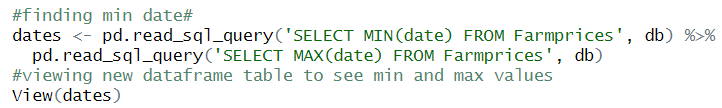 #finding min date#
dates <- pd.read_sql_query('SELECT MIN(date) FROM Farmprices', db) %>%
  pd.read_sql_query('SELECT MAX(date) FROM Farmprices', db)
#viewing new dataframe table to see min and max values
View(dates)